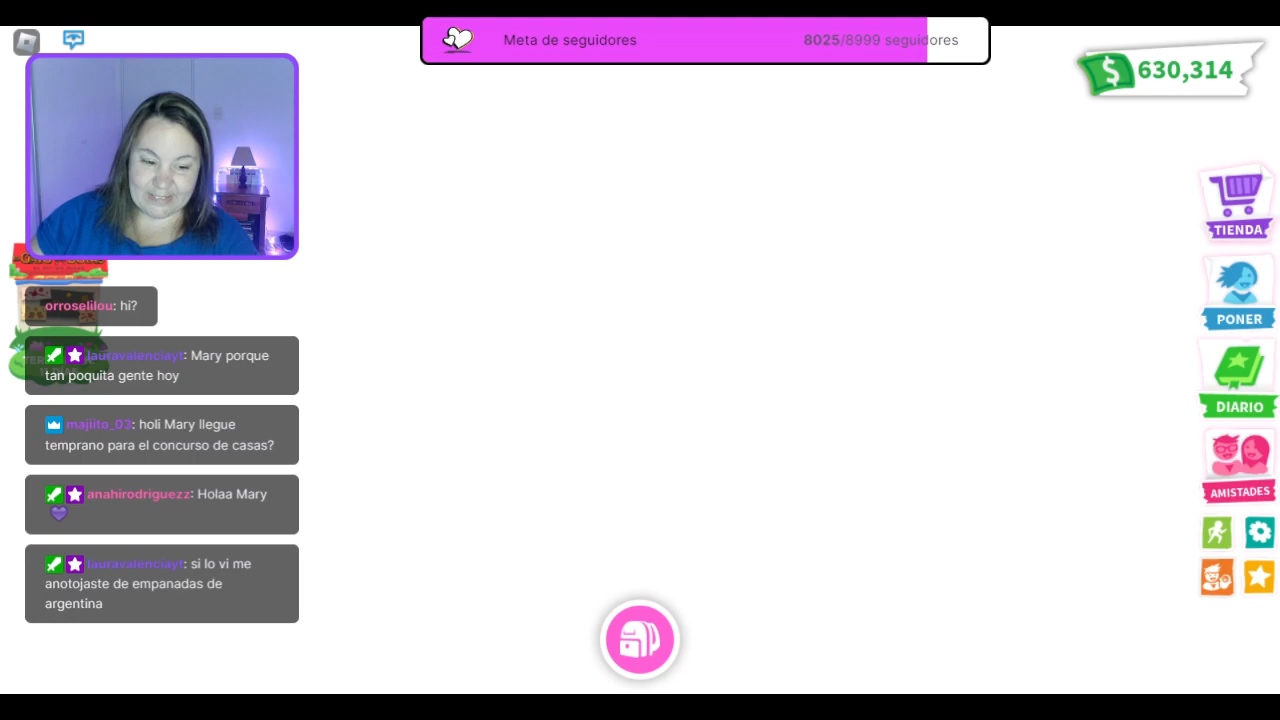 Meta de seguidores
8025/8999 seguidores
630,314
TIENDA
PONER
DIARIO
AMISTADES
orroselilou: hi?
lauravalenciayt: Mary porque
tan poquita gente hoy
majiito_03: holi Mary llegue
temprano para el concurso de casas?
anahirodriguezz: Holaa Mary
lauravalenciayt: si lo vi me
anotojaste de empanadas de
argentina